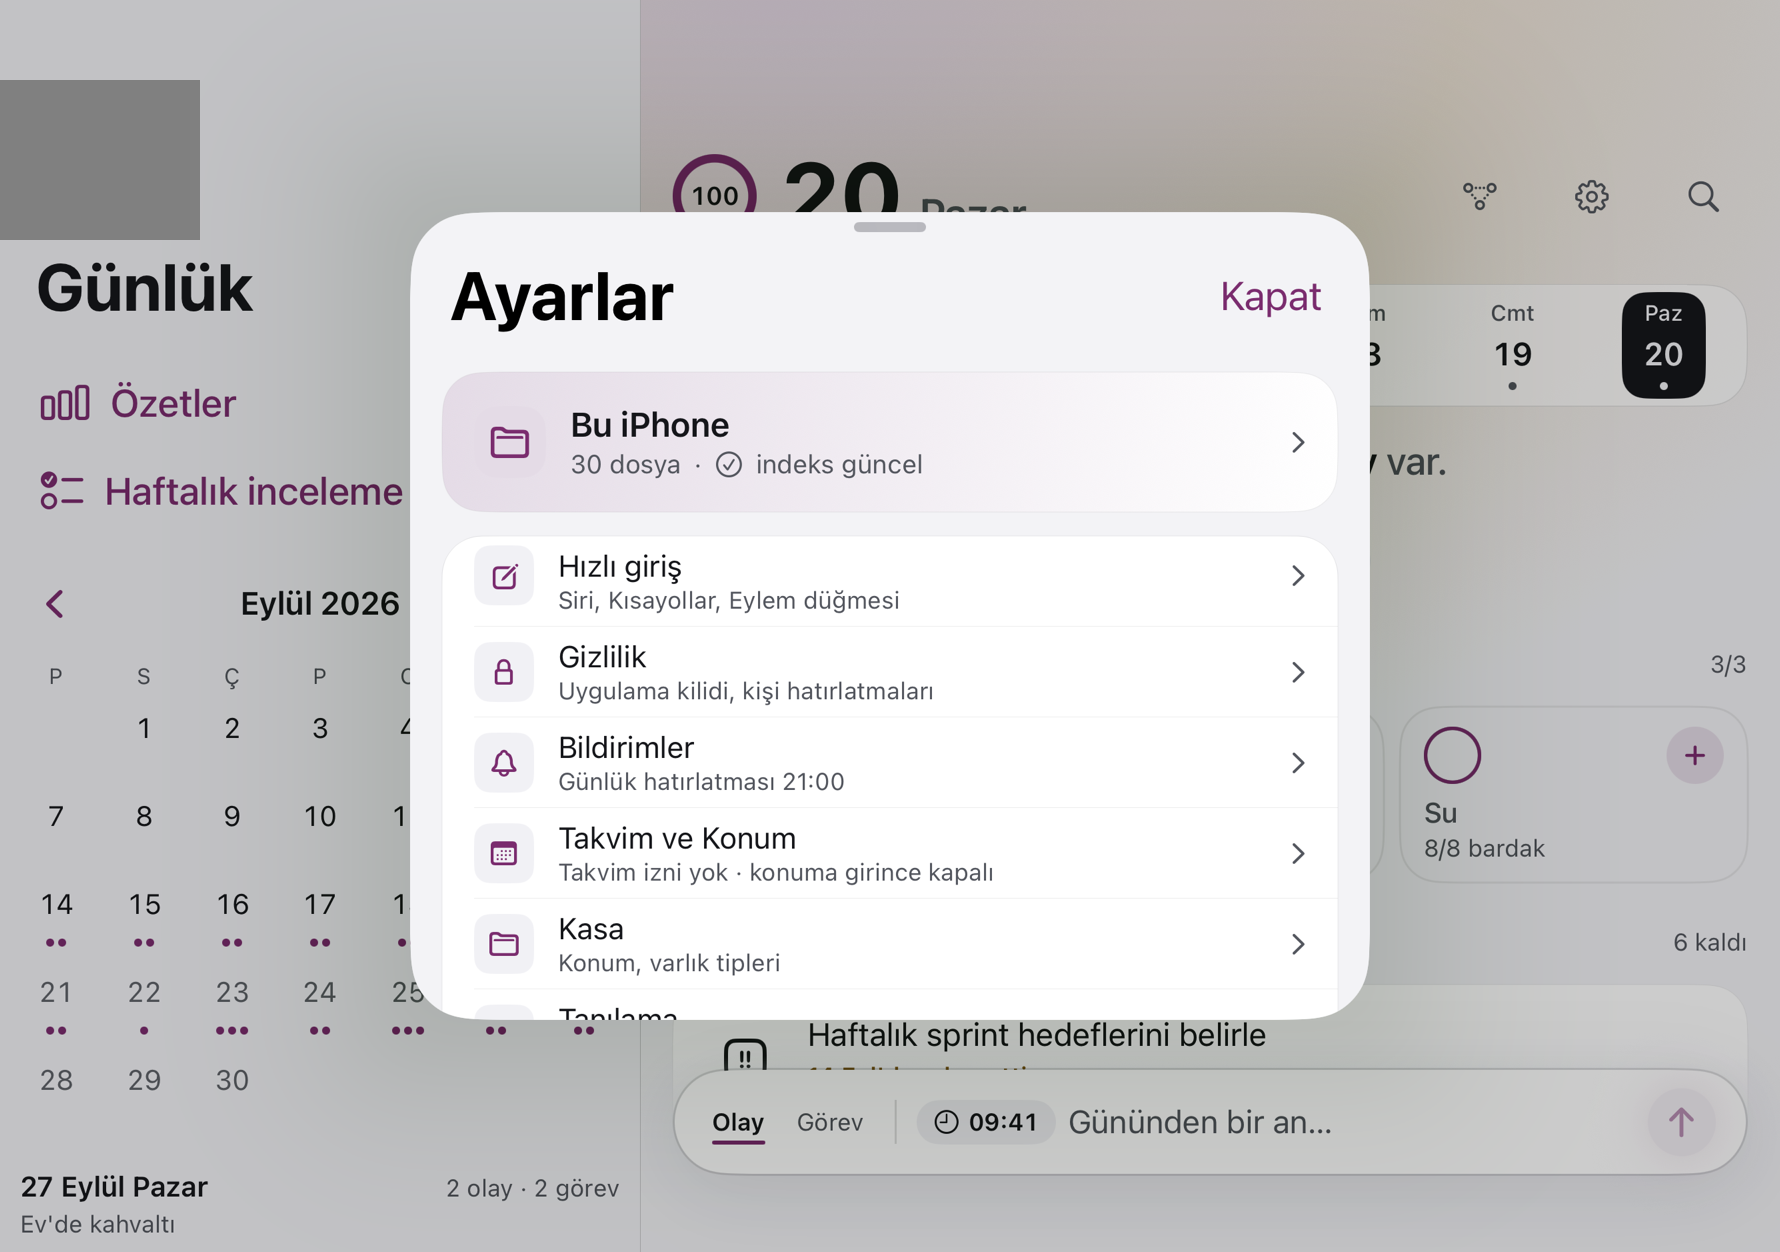 100
20 Pazar
Günlük
Özetler
Haftalık inceleme
Eylül 2026
P S Ç P
1 2 3 4
7 8 9 10
14 15 16 17
21 22 23 24 25
28 29 30
27 Eylül Pazar
2 olay · 2 görev
Ev'de kahvaltı
Ayarlar
Kapat
Bu iPhone
30 dosya · indeks güncel
Hızlı giriş
Siri, Kısayollar, Eylem düğmesi
Gizlilik
Uygulama kilidi, kişi hatırlatmaları
Bildirimler
Günlük hatırlatması 21:00
Takvim ve Konum
Takvim izni yok · konuma girince kapalı
Kasa
Konum, varlık tipleri
Tanılama
Cmt
19
Paz
20
var.
3/3
Su
8/8 bardak
6 kaldı
!!
Haftalık sprint hedeflerini belirle
Olay
Görev
09:41
Gününden bir an...